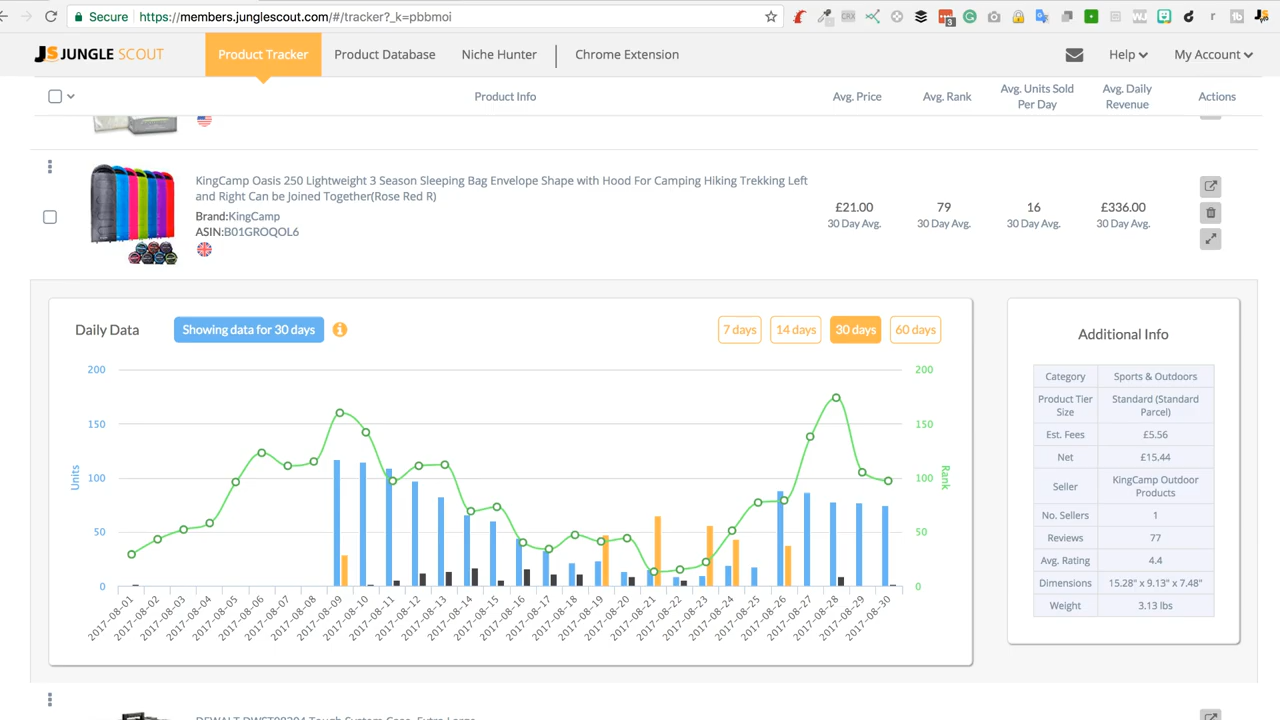 Secure https://members.junglescout.com/#/tracker?_k=pbbmoi
JS JUNGLE SCOUT Product Tracker Product Database Niche Hunter Chrome Extension Help My Account
Product Info Avg. Price Avg. Rank Avg. Units Sold Per Day Avg. Daily Revenue Actions
KingCamp Oasis 250 Lightweight 3 Season Sleeping Bag Envelope Shape with Hood For Camping Hiking Trekking Left
and Right Can be Joined Together(Rose Red R)
Brand:KingCamp
ASIN:B01GROQOL6
£21.00 79 16 £336.00
30 Day Avg. 30 Day Avg. 30 Day Avg. 30 Day Avg.
Daily Data Showing data for 30 days 7 days 14 days 30 days 60 days
200 200
150 150
100 100
50 50
0 0
Units
Rank
2017-08-01 2017-08-02 2017-08-03 2017-08-04 2017-08-05 2017-08-06 2017-08-07 2017-08-08 2017-08-09 2017-08-10 2017-08-11 2017-08-12 2017-08-13 2017-08-14 2017-08-15 2017-08-16 2017-08-17 2017-08-18 2017-08-19 2017-08-20 2017-08-21 2017-08-22 2017-08-23 2017-08-24 2017-08-25 2017-08-26 2017-08-27 2017-08-28 2017-08-29 2017-08-30
Additional Info
Category Sports & Outdoors
Product Tier Size Standard (Standard Parcel)
Est. Fees £5.56
Net £15.44
Seller KingCamp Outdoor Products
No. Sellers 1
Reviews 77
Avg. Rating 4.4
Dimensions 15.28" x 9.13" x 7.48"
Weight 3.13 lbs